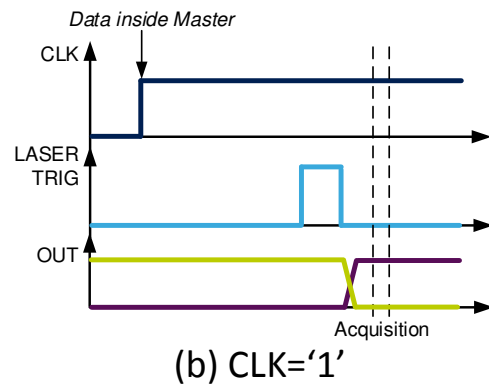 Data inside Master
CLK
LASER
TRIG
OUT
Acquisition
(b) CLK=‘1’